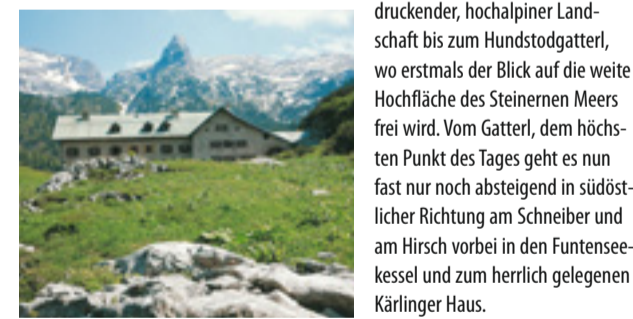 druckender, hochalpiner Land-
schaft bis zum Hundstodgatterl,
wo erstmals der Blick auf die weite
Hochfläche des Steinernen Meers
frei wird. Vom Gatterl, dem höchs-
ten Punkt des Tages geht es nun
fast nur noch absteigend in südöst-
licher Richtung am Schneiber und
am Hirsch vorbei in den Funtensee-
kessel und zum herrlich gelegenen
Kärlinger Haus.